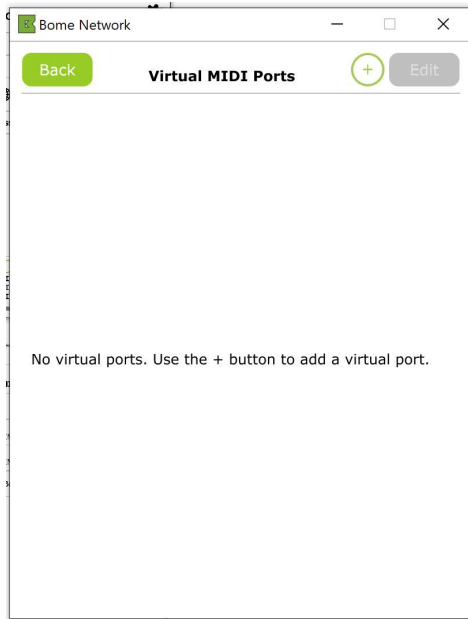 Bome Network
Back
Virtual MIDI Ports
+
Edit
No virtual ports. Use the + button to add a virtual port.